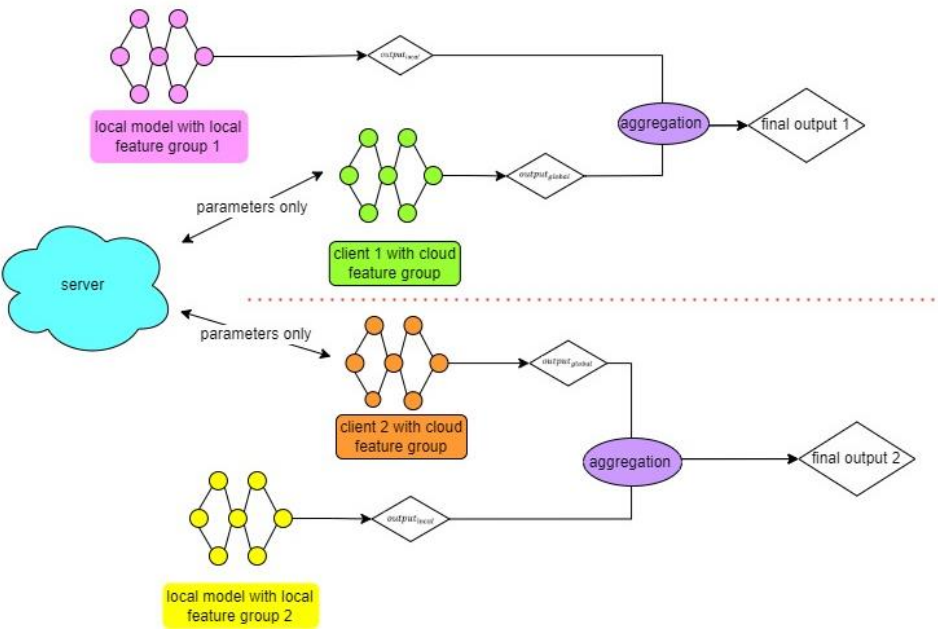 output_local
local model with local
feature group 1
aggregation
final output 1
output_global
parameters only
client 1 with cloud
feature group
server
parameters only
output_global
client 2 with cloud
feature group
aggregation
final output 2
output_local
local model with local
feature group 2